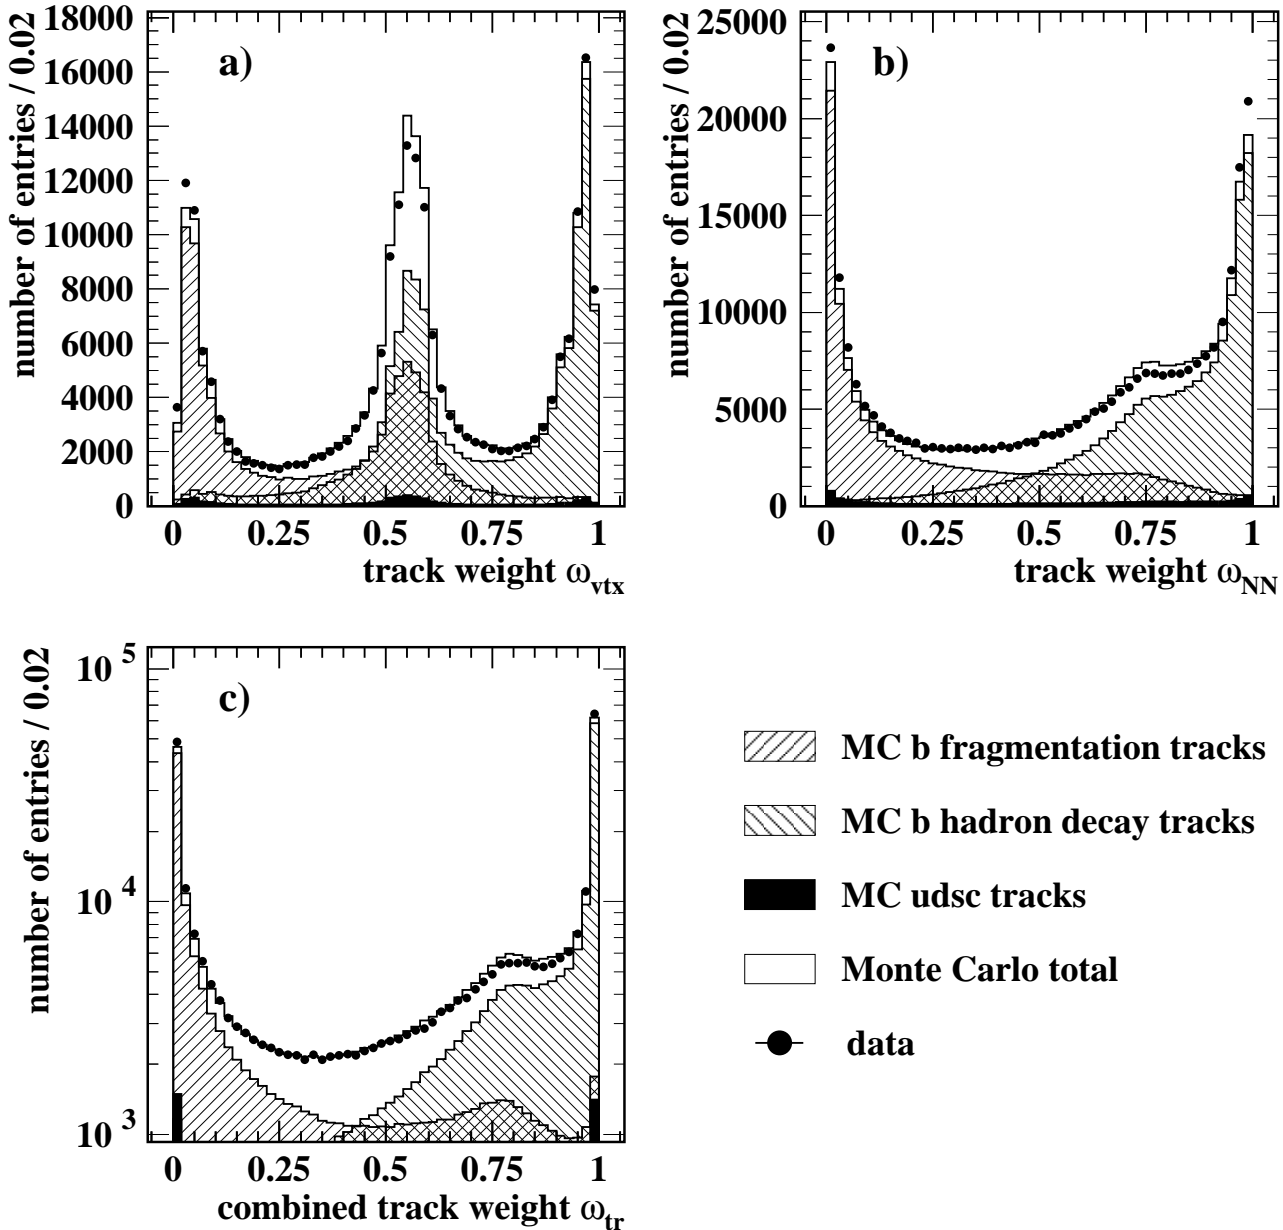 a)
number of entries / 0.02
18000
16000
14000
12000
10000
8000
6000
4000
2000
0
0 0.25 0.5 0.75 1
track weight ω_vtx
b)
number of entries / 0.02
25000
20000
15000
10000
5000
0
0 0.25 0.5 0.75 1
track weight ω_NN
c)
number of entries / 0.02
10^5
10^4
10^3
0 0.25 0.5 0.75 1
combined track weight ω_tr
MC b fragmentation tracks
MC b hadron decay tracks
MC udsc tracks
Monte Carlo total
data